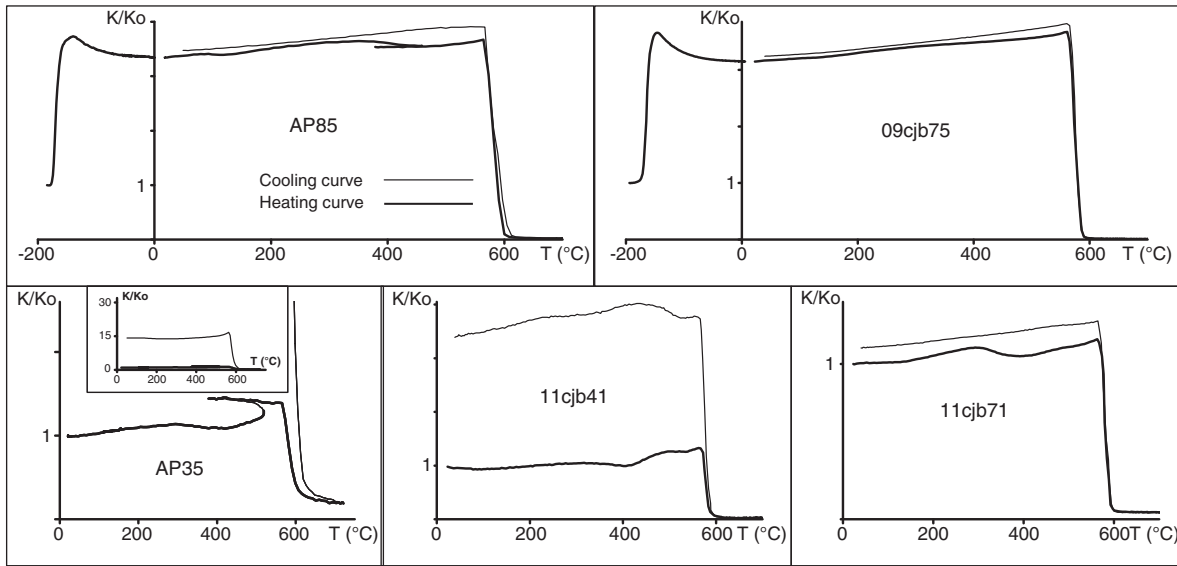 K/Ko
AP85
Cooling curve
Heating curve
1
-200 0 200 400 600 T (°C)
K/Ko
09cjb75
1
-200 0 200 400 600 T (°C)
K/Ko
K/Ko
30
15
0
T (°C)
0 200 400 600
1
AP35
0 200 400 600 T (°C)
K/Ko
11cjb41
1
0 200 400 600 T (°C)
K/Ko
1
11cjb71
0 200 400 600T (°C)